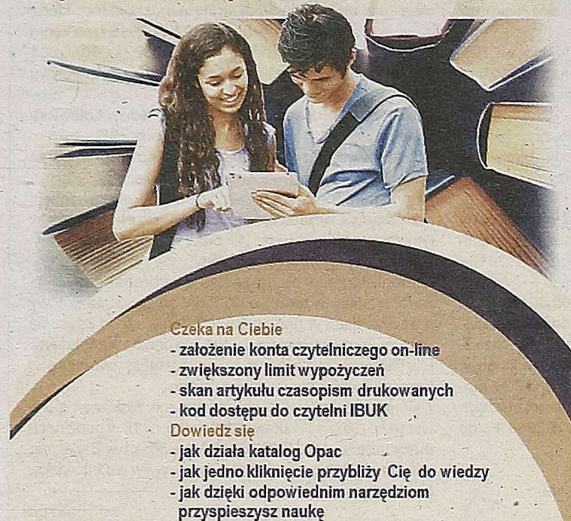 Czeka na Ciebie
- założenie konta czytelniczego on-line
- zwiększony limit wypożyczeń
- skan artykułu czasopism drukowanych
- kod dostępu do czytelni IBUK
Dowiedz się
- jak działa katalog Opac
- jak jedno kliknięcie przybliży Cię do wiedzy
- jak dzięki odpowiednim narzędziom
przyspieszysz naukę